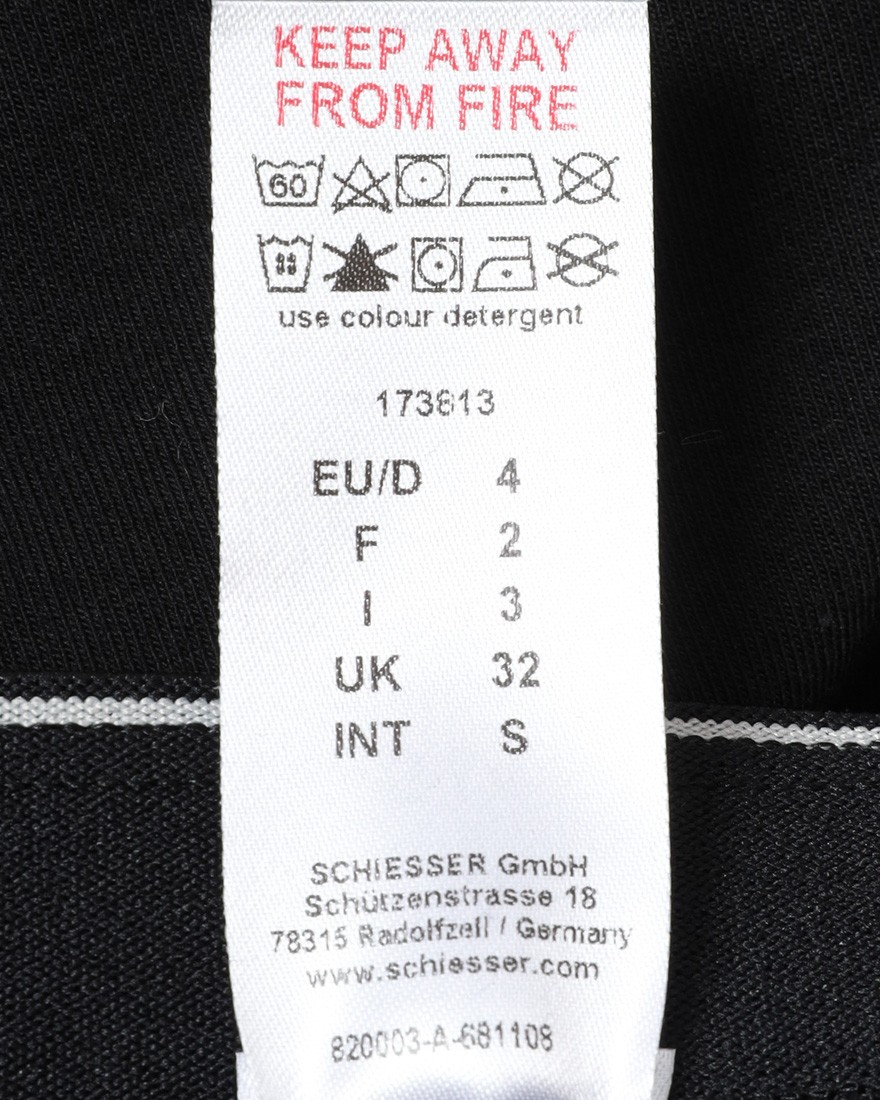 KEEP AWAY
FROM FIRE
60
use colour detergent
173813
EU/D 4
F 2
I 3
UK 32
INT S
SCHIESSER GmbH
Schützenstrasse 18
78315 Radolfzell / Germany
www.schiesser.com
820003-A-681108